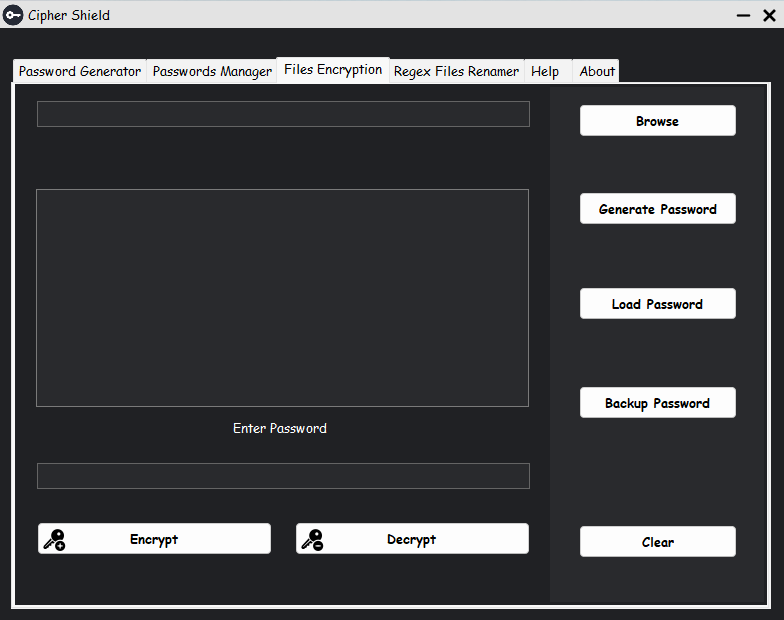 Cipher Shield
Password Generator Passwords Manager Files Encryption Regex Files Renamer Help About
Browse
Generate Password
Load Password
Backup Password
Enter Password
Encrypt Decrypt
Clear